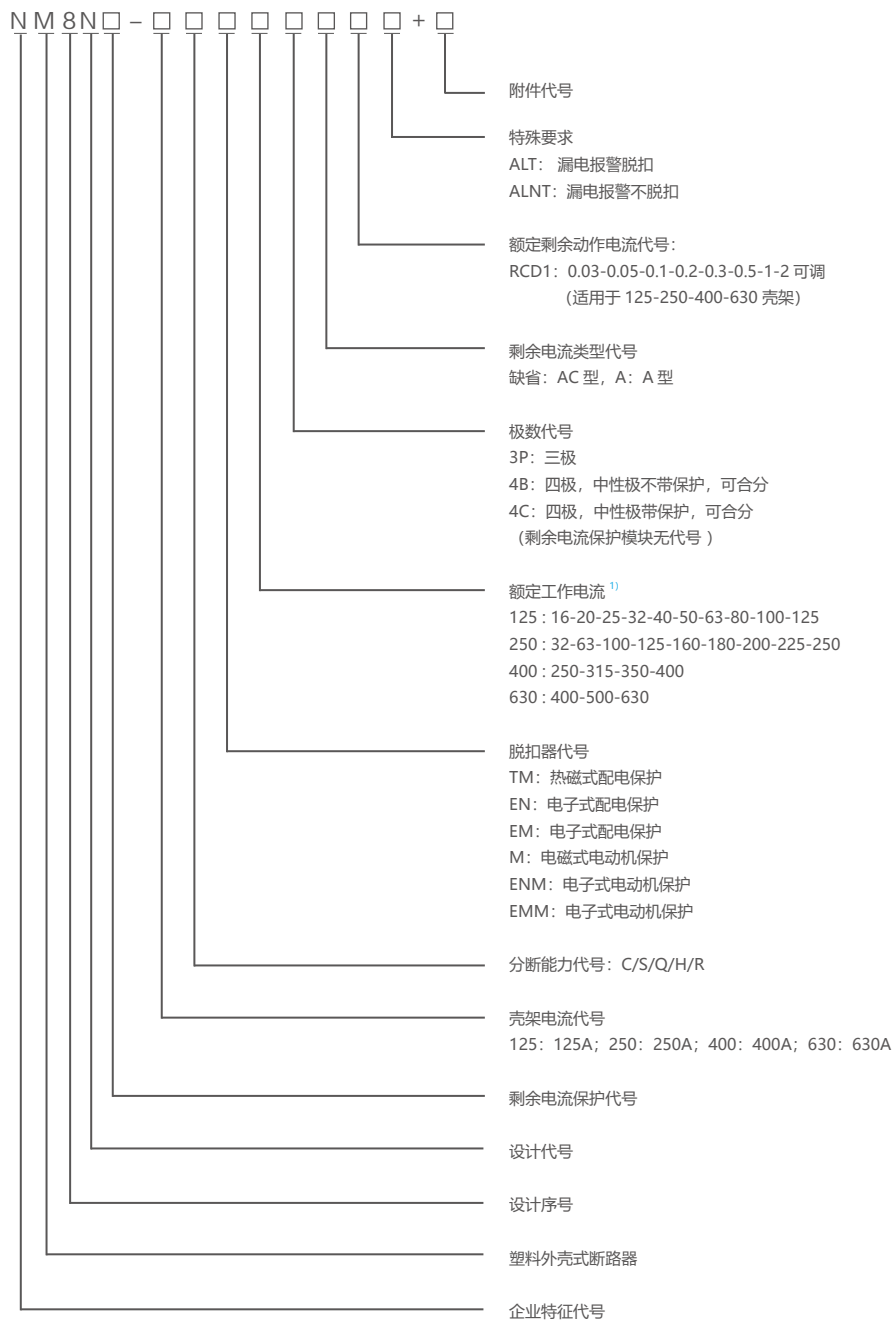 NM8N□-□□□□□□□□+□
附件代号
特殊要求
ALT： 漏电报警脱扣
ALNT：漏电报警不脱扣
额定剩余动作电流代号：
RCD1：0.03-0.05-0.1-0.2-0.3-0.5-1-2 可调
（适用于 125-250-400-630 壳架）
剩余电流类型代号
缺省：AC 型，A：A 型
极数代号
3P：三极
4B：四极，中性极不带保护，可合分
4C：四极，中性极带保护，可合分
（剩余电流保护模块无代号 ）
额定工作电流 1)
125 : 16-20-25-32-40-50-63-80-100-125
250 : 32-63-100-125-160-180-200-225-250
400 : 250-315-350-400
630 : 400-500-630
脱扣器代号
TM：热磁式配电保护
EN：电子式配电保护
EM：电子式配电保护
M：电磁式电动机保护
ENM：电子式电动机保护
EMM：电子式电动机保护
分断能力代号：C/S/Q/H/R
壳架电流代号
125：125A；250：250A；400：400A；630：630A
剩余电流保护代号
设计代号
设计序号
塑料外壳式断路器
企业特征代号